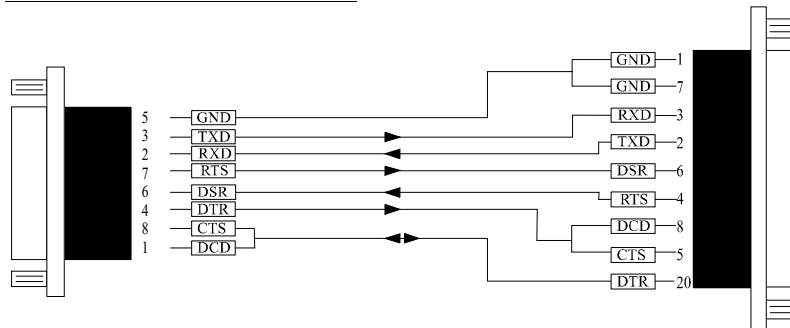 5 GND
3 TXD
2 RXD
7 RTS
6 DSR
4 DTR
8 CTS
1 DCD
GND 1
GND 7
RXD 3
TXD 2
DSR 6
RTS 4
DCD 8
CTS 5
DTR 20